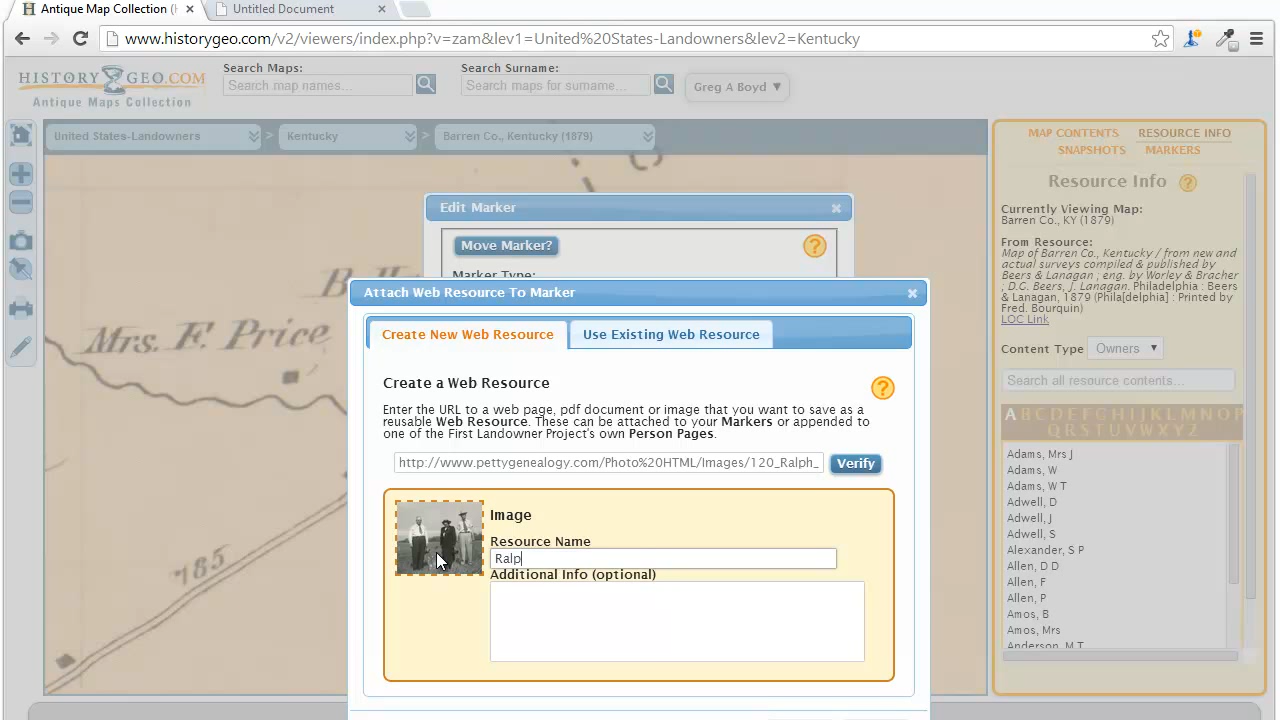 Antique Map Collection (
Untitled Document
www.historygeo.com/v2/viewers/index.php?v=zam&lev1=United%20States-Landowners&lev2=Kentucky
HISTORYGEO.COM
Antique Maps Collection
Search Maps:
Search map names...
Search Surname:
Search maps for surname...
Greg A Boyd ▼
United States-Landowners
>
Kentucky
>
Barren Co., Kentucky (1879)
Mrs. F. Price
785
Edit Marker
Move Marker?
?
Marker Type:
Attach Web Resource To Marker
Create New Web Resource
Use Existing Web Resource
Create a Web Resource
?
Enter the URL to a web page, pdf document or image that you want to save as a
reusable Web Resource. These can be attached to your Markers or appended to
one of the First Landowner Project's own Person Pages.
http://www.pettygenealogy.com/Photo%20HTML/Images/120_Ralph_
Verify
Image
Resource Name
Ralp
Additional Info (optional)
MAP CONTENTS
RESOURCE INFO
SNAPSHOTS
MARKERS
Resource Info
?
Currently Viewing Map:
Barren Co., KY (1879)
From Resource:
Map of Barren Co., Kentucky / from new and
actual surveys compiled & published by
Beers & Lanagan ; eng. by Worley & Bracher
; D.C. Beers, J. Lanagan. Philadelphia : Beers
& Lanagan, 1879 (Phila[delphia] : Printed by
Fred. Bourquin)
LOC Link
Content Type
Owners
Search all resource contents...
A B C D E F G H I J K L M N O P
Q R S T U V W X Y Z
Adams, Mrs J
Adams, W
Adams, W T
Adwell, D
Adwell, J
Adwell, S
Alexander, S P
Allen, D D
Allen, F
Allen, P
Amos, B
Amos, Mrs
Anderson, M T